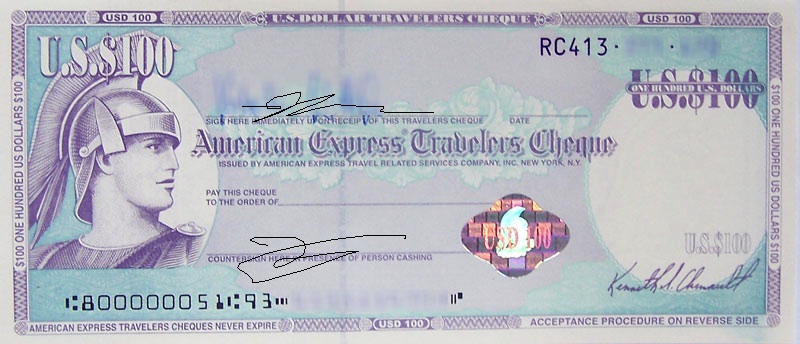 USD 100 U.S. DOLLAR TRAVELERS CHEQUE USD 100
U.S.$100
RC413
U.S.$100
ONE HUNDRED U.S. DOLLARS
SIGN HERE IMMEDIATELY UPON RECEIPT OF THIS TRAVELERS CHEQUE DATE
American Express Travelers Cheque
ISSUED BY AMERICAN EXPRESS TRAVEL RELATED SERVICES COMPANY, INC. NEW YORK, N.Y.
PAY THIS CHEQUE
TO THE ORDER OF
USD 100
U.S.$100
COUNTERSIGN HERE IN PRESENCE OF PERSON CASHING
Kenneth I. Chenault
⑆800000051⑆93⑈
AMERICAN EXPRESS TRAVELERS CHEQUES NEVER EXPIRE USD 100 ACCEPTANCE PROCEDURE ON REVERSE SIDE
$100 ONE HUNDRED US DOLLARS $100
$100 ONE HUNDRED US DOLLARS $100